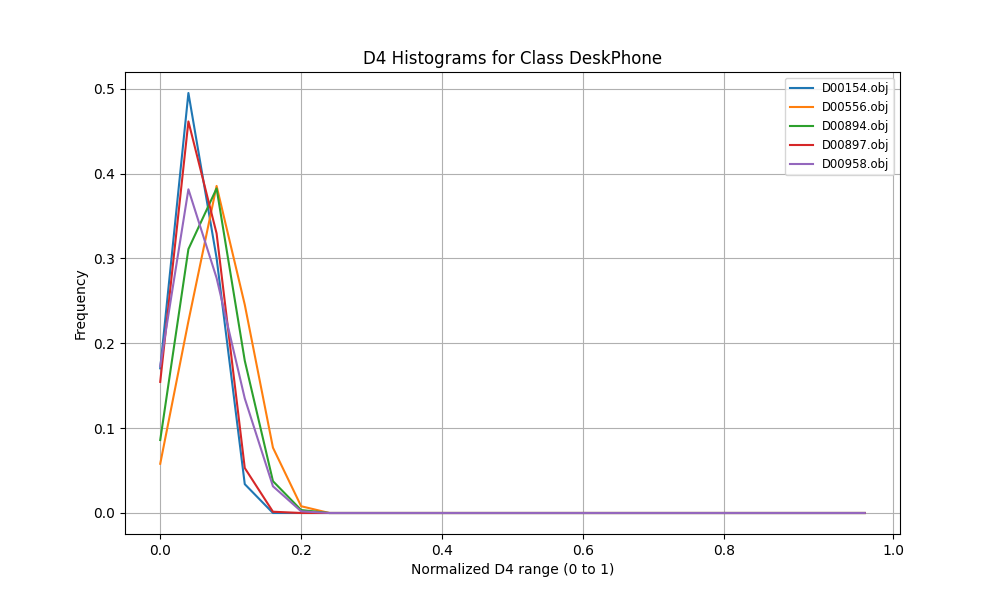 D4 Histograms for Class DeskPhone
D00154.obj
D00556.obj
D00894.obj
D00897.obj
D00958.obj
Frequency
0.5
0.4
0.3
0.2
0.1
0.0
0.0 0.2 0.4 0.6 0.8 1.0
Normalized D4 range (0 to 1)